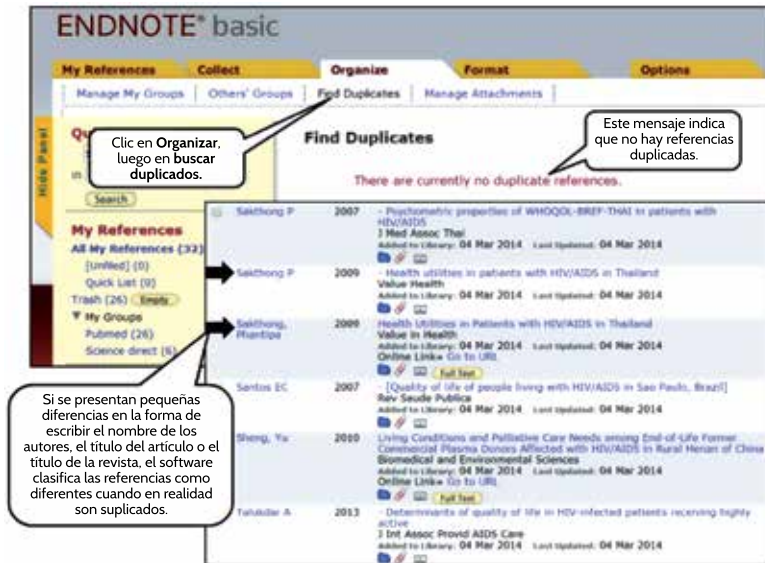 ENDNOTE® basic
My References Collect Organize Format Options
Manage My Groups Others' Groups Find Duplicates Manage Attachments
Hide Panel
Clic en Organizar,
luego en buscar
duplicados.
Find Duplicates
Este mensaje indica
que no hay referencias
duplicadas.
There are currently no duplicate references.
in
Search
My References
All My References (32)
[Unfiled] (0)
Quick List (0)
Trash (26) Empty
▼ My Groups
Pubmed (26)
Science direct (6)
Sakthong P 2007 - Psychometric properties of WHOQOL-BREF-THAI in patients with
HIV/AIDS
J Med Assoc Thai
Added to Library: 04 Mar 2014 Last Updated: 04 Mar 2014
Sakthong P 2009 - Health utilities in patients with HIV/AIDS in Thailand
Value Health
Added to Library: 04 Mar 2014 Last Updated: 04 Mar 2014
Sakthong, 2009 Health Utilities in Patients with HIV/AIDS in Thailand
Phantipa Value in Health
Added to Library: 04 Mar 2014 Last Updated: 04 Mar 2014
Online Link» Go to URL
Full Text
Santos EC 2007 - [Quality of life of people living with HIV/AIDS in Sao Paulo, Brazil]
Rev Saude Publica
Added to Library: 04 Mar 2014 Last Updated: 04 Mar 2014
Sheng, Yu 2010 Living Conditions and Palliative Care Needs among End-of-Life Former
Commercial Plasma Donors Affected with HIV/AIDS in Rural Henan of China
Biomedical and Environmental Sciences
Added to Library: 04 Mar 2014 Last Updated: 04 Mar 2014
Online Link» Go to URL
Full Text
Talukdar A 2013 - Determinants of quality of life in HIV-infected patients receiving highly
active
J Int Assoc Provid AIDS Care
Added to Library: 04 Mar 2014 Last Updated: 04 Mar 2014
Si se presentan pequeñas
diferencias en la forma de
escribir el nombre de los
autores, el título del artículo o el
título de la revista, el software
clasifica las referencias como
diferentes cuando en realidad
son suplicados.